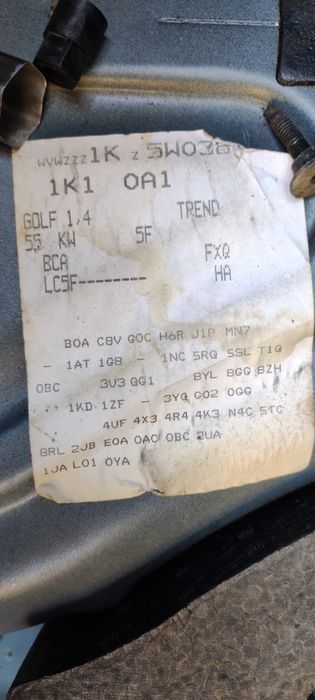 WVWZZZ1K Z 5W038
1K1 0A1
GOLF 1,4 TREND
55 KW 5F
BCA FXQ
LC5F-------- HA
B0A C8V G0C H6R J1P MN7
- 1AT 1GB - 1NC 5RQ 5SL T1Q
0BC 3U3 QG1 BYL 8GG 8ZH
1KD 1ZF - 3YQ G02 0GG
4UF 4X3 4R4 4K3 N4C 5TC
8RL 2JB E0A 0AC 0BC 2UA
1JA L01 0YA